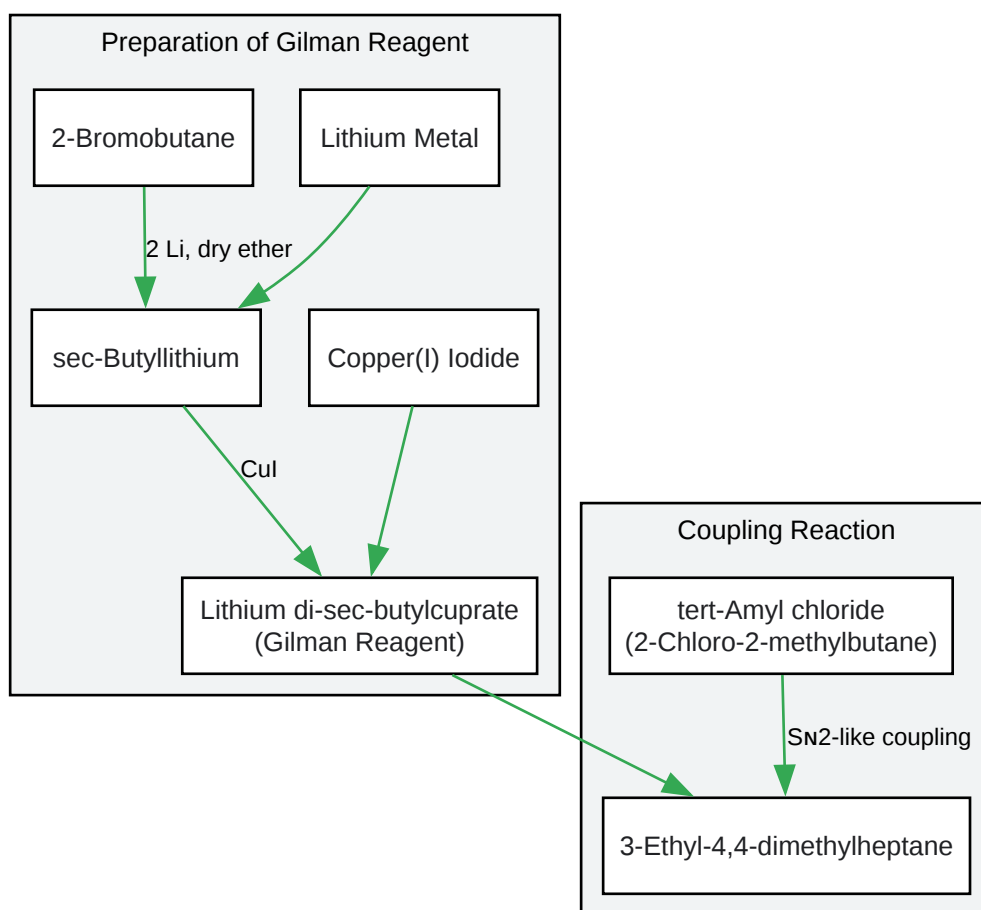 Preparation of Gilman Reagent
2-Bromobutane
Lithium Metal
2 Li, dry ether
sec-Butyllithium
Copper(I) Iodide
CuI
Lithium di-sec-butylcuprate
(Gilman Reagent)
Coupling Reaction
tert-Amyl chloride
(2-Chloro-2-methylbutane)
Sɴ2-like coupling
3-Ethyl-4,4-dimethylheptane